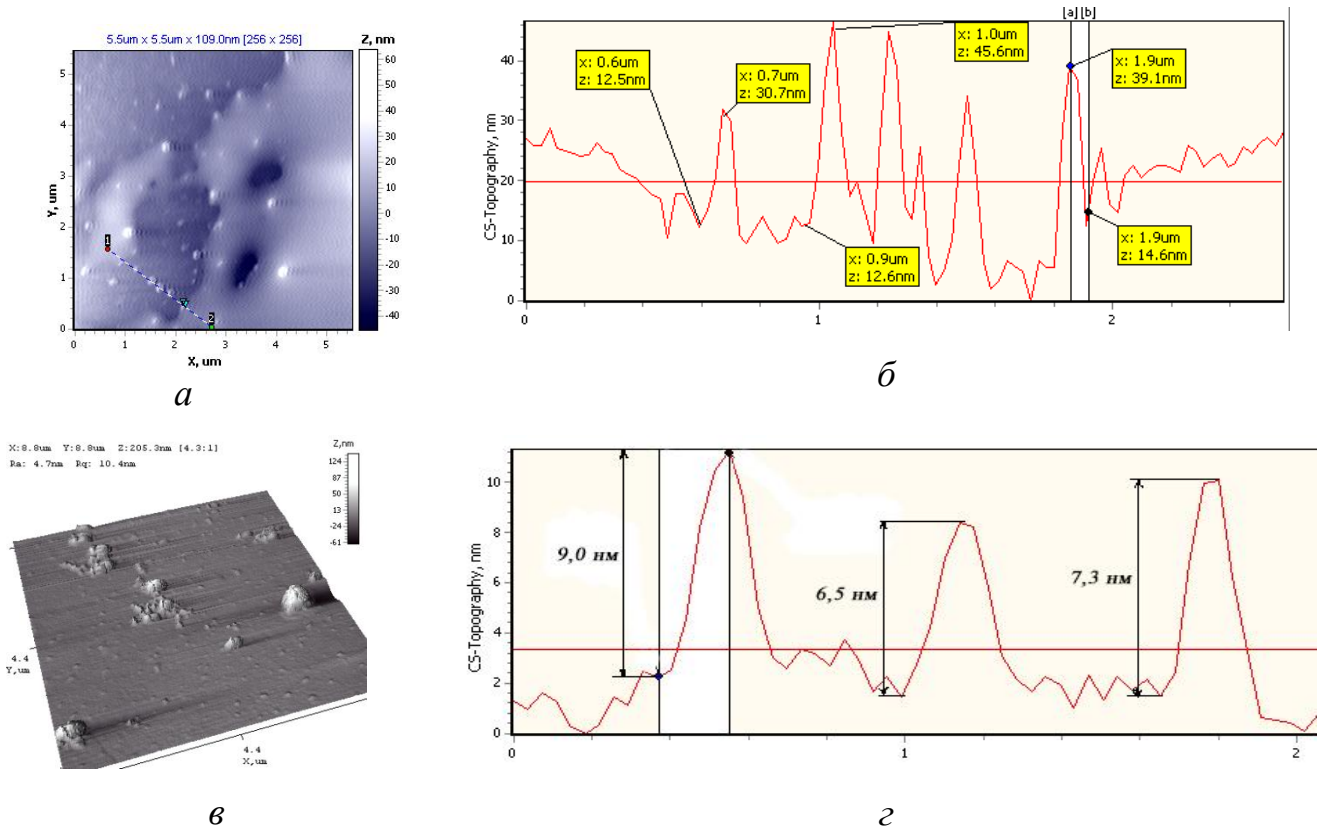 5.5um x 5.5um x 109.0nm [256 x 256]
Z, nm
60
50
40
30
20
10
0
-10
-20
-30
-40
5
4
3
2
1
0
Y, um
1
2
0
1
2
3
4
5
X, um
а
[a][b]
CS-Topography, nm
40
30
20
10
0
x: 0.6um
z: 12.5nm
x: 0.7um
z: 30.7nm
x: 1.0um
z: 45.6nm
x: 1.9um
z: 39.1nm
x: 0.9um
z: 12.6nm
x: 1.9um
z: 14.6nm
0
1
2
б
X:8.8um Y:8.8um Z:205.3nm [4.3:1]
Ra: 4.7nm Rq: 10.4nm
Z,nm
124
87
50
13
-24
-61
4.4
Y,um
4.4
X,um
в
CS-Topography, nm
10
8
6
4
2
0
9,0 нм
6,5 нм
7,3 нм
0
1
2
г